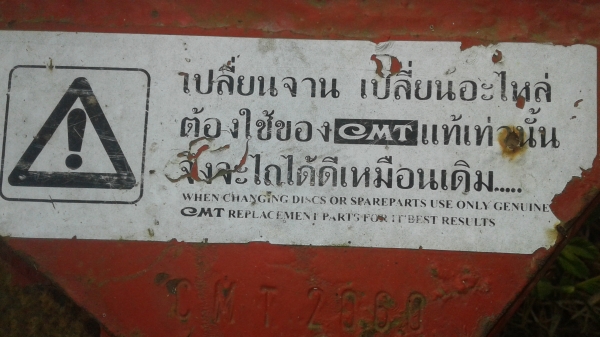 เปลี่ยนจาน เปลี่ยนอะไหล่
ต้องใช้ของ CMT แท้เท่านั้น
จึงจะไถได้ดีเหมือนเดิม.....
WHEN CHANGING DISCS OR SPAREPARTS USE ONLY GENUINE
CMT REPLACEMENT PARTS FOR IT'BEST RESULTS
CMT 2000